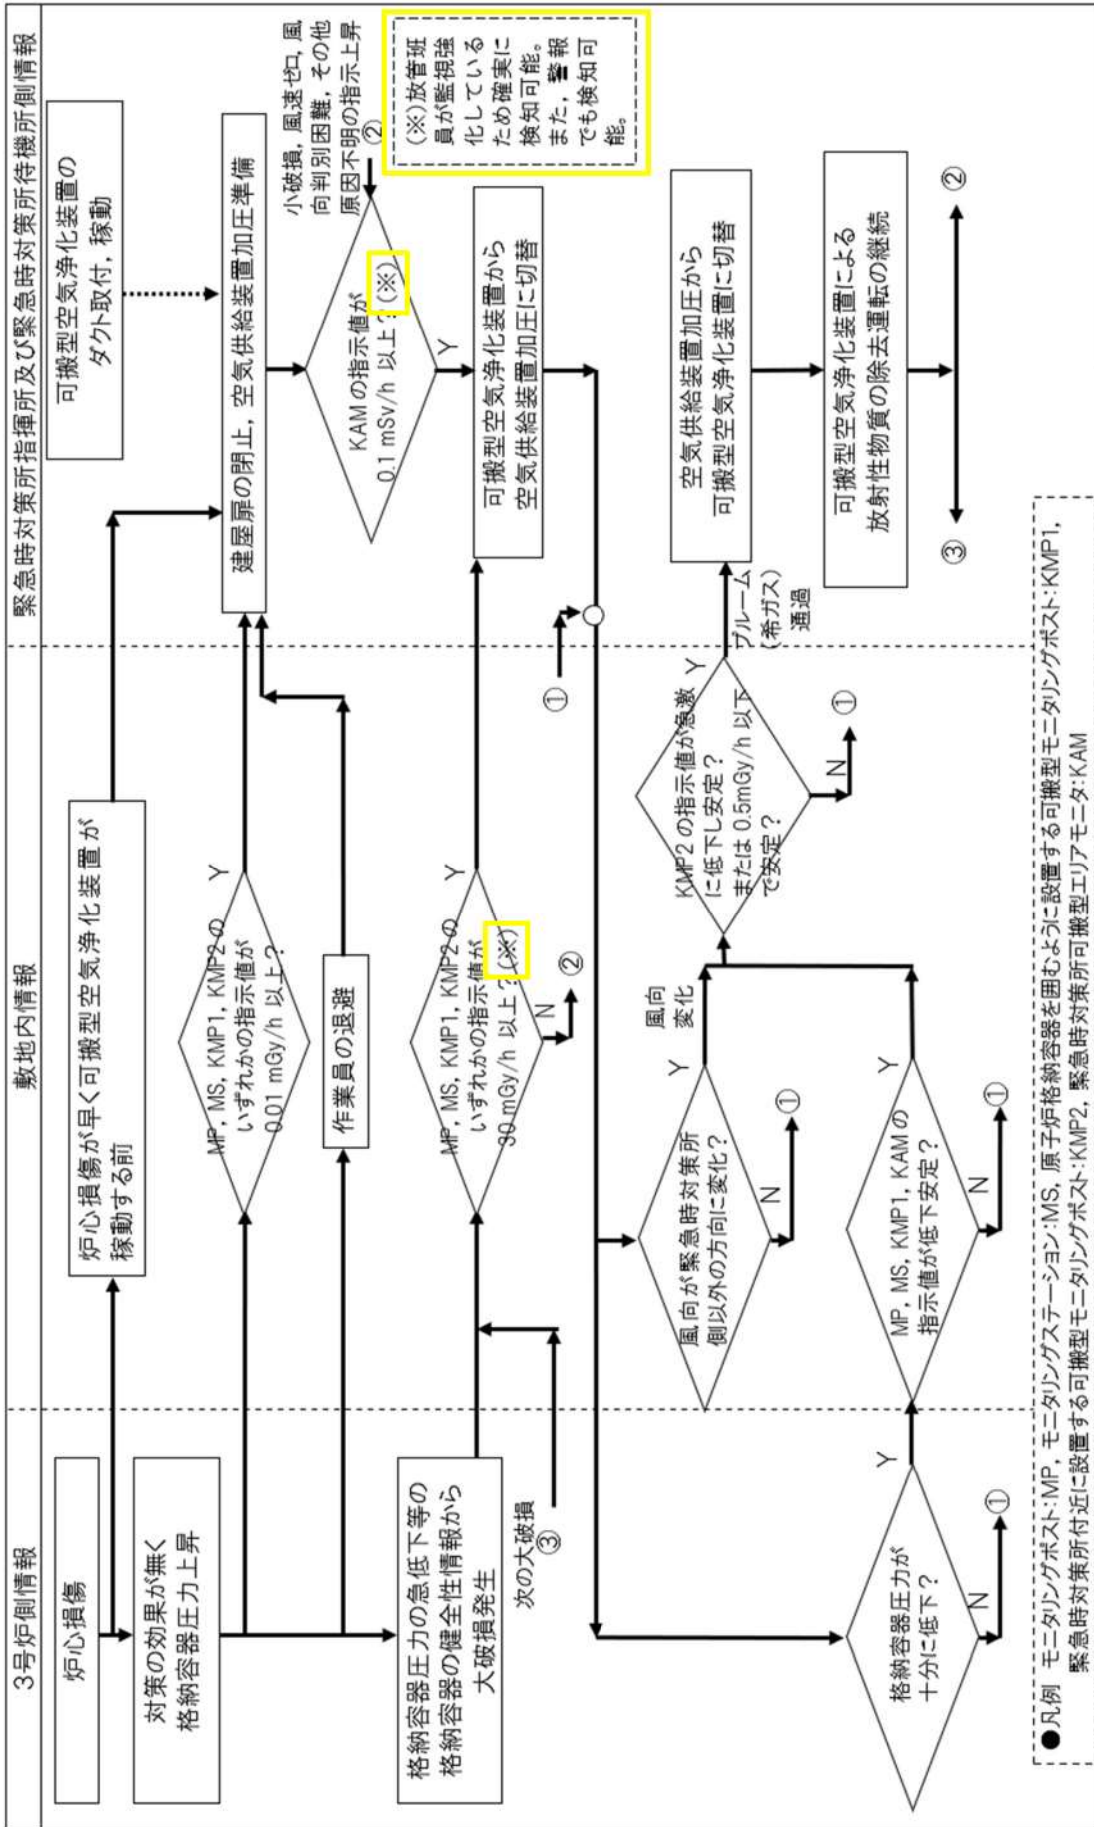 3号炉側情報
敷地内情報
緊急時対策所指揮所及び緊急時対策所待機所側情報
炉心損傷
炉心損傷が早く可搬型空気浄化装置が
稼動する前
可搬型空気浄化装置の
ダクト取付, 稼動
対策の効果が無く
格納容器圧力上昇
MP, MS, KMP1, KMP2の
いずれかの指示値が
0.01 mGy/h 以上?
Y
建屋扉の閉止, 空気供給装置加圧準備
作業員の退避
小破損, 風速ゼロ, 風
向判別困難, その他
原因不明の指示上昇
②
KAMの指示値が
0.1 mSv/h 以上?(※)
Y
(※)放管班
員が監視強
化している
ため確実に
検知可能。
また, 警報
でも検知可
能。
格納容器圧力の急低下等の
格納容器の健全性情報から
大破損発生
MP, MS, KMP1, KMP2の
いずれかの指示値が
30 mGy/h 以上?(※)
Y
N
②
可搬型空気浄化装置から
空気供給装置加圧に切替
次の大破損
③
①
風向が緊急時対策所
側以外の方向に変化?
Y
風向
変化
N
①
KMP2の指示値が急激
に低下し安定?
または0.5mGy/h以下
で安定?
Y
N
①
プルーム
(希ガス)
通過
空気供給装置加圧から
可搬型空気浄化装置に切替
可搬型空気浄化装置による
放射性物質の除去運転の継続
③
②
格納容器圧力が
十分に低下?
Y
N
①
MP, MS, KMP1, KAMの
指示値が低下安定?
Y
N
①
●凡例 モニタリングポスト:MP, モニタリングステーション:MS, 原子炉格納容器を囲むように設置する可搬型モニタリングポスト:KMP1,
緊急時対策所付近に設置する可搬型モニタリングポスト:KMP2, 緊急時対策所可搬型エリアモニタ:KAM